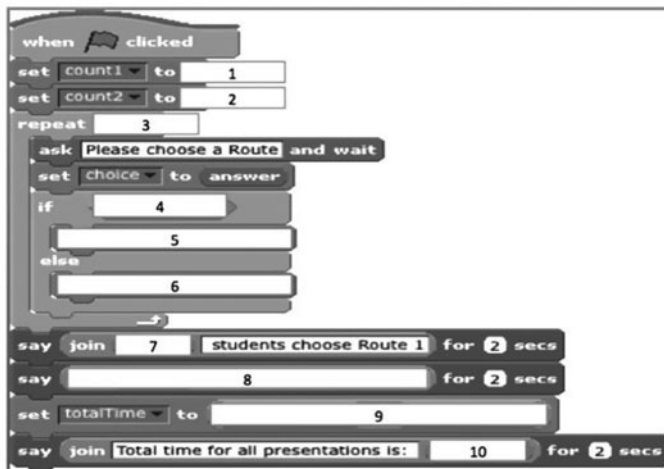 when clicked
set count1 to 1
set count2 to 2
repeat 3
ask Please choose a Route and wait
set choice to answer
if 4
5
else
6
say join 7 students choose Route 1 for 2 secs
say 8 for 2 secs
set totalTime to 9
say join Total time for all presentations is: 10 for 2 secs